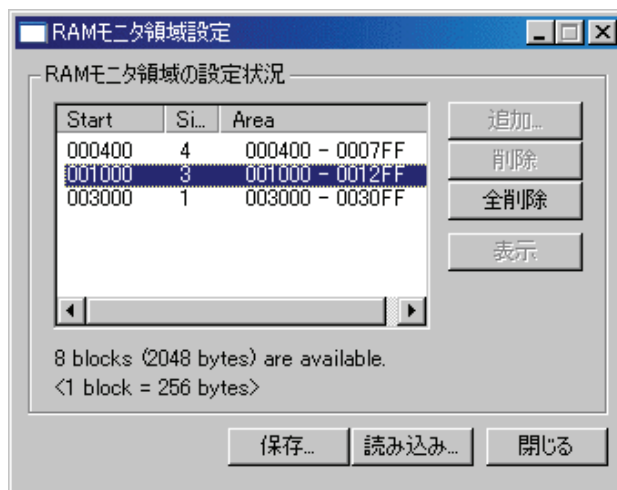 RAMモニタ領域設定
RAMモニタ領域の設定状況
Start Si... Area
000400 4 000400 - 0007FF
001000 3 001000 - 0012FF
003000 1 003000 - 0030FF
追加...
削除
全削除
表示
8 blocks (2048 bytes) are available.
<1 block = 256 bytes>
保存... 読み込み... 閉じる